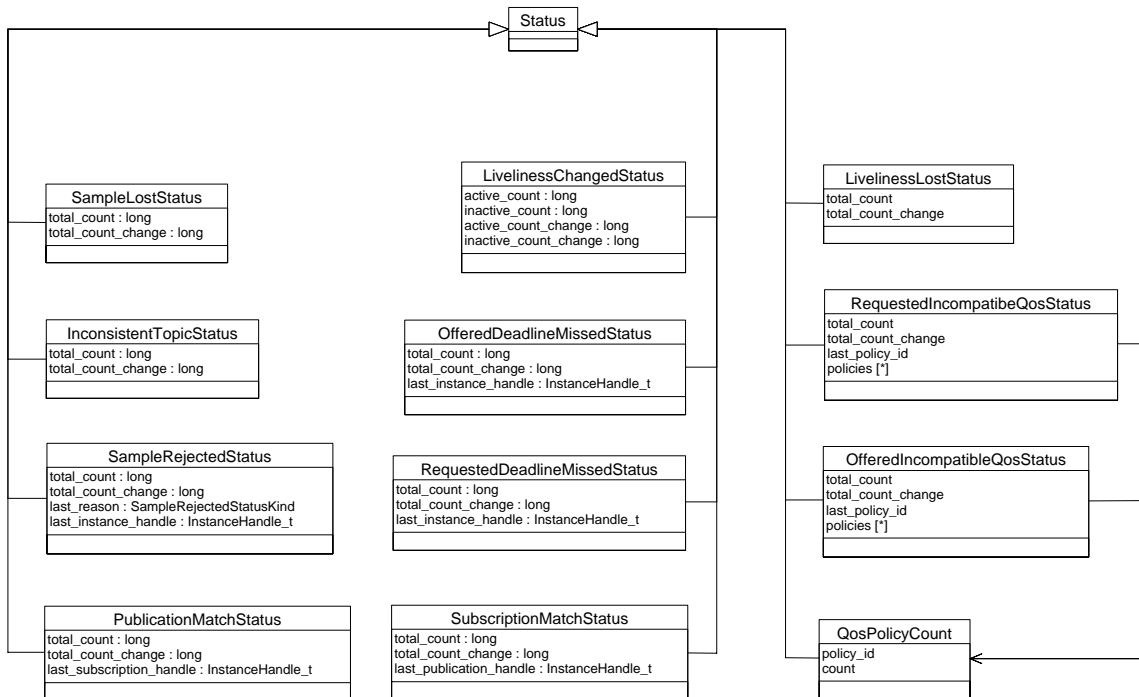 Status
SampleLostStatus
total_count : long
total_count_change : long
LivelinessChangedStatus
active_count : long
inactive_count : long
active_count_change : long
inactive_count_change : long
LivelinessLostStatus
total_count
total_count_change
InconsistentTopicStatus
total_count : long
total_count_change : long
OfferedDeadlineMissedStatus
total_count : long
total_count_change : long
last_instance_handle : InstanceHandle_t
RequestedIncompatibeQosStatus
total_count
total_count_change
last_policy_id
policies [*]
SampleRejectedStatus
total_count : long
total_count_change : long
last_reason : SampleRejectedStatusKind
last_instance_handle : InstanceHandle_t
RequestedDeadlineMissedStatus
total_count : long
total_count_change : long
last_instance_handle : InstanceHandle_t
OfferedIncompatibleQosStatus
total_count
total_count_change
last_policy_id
policies [*]
PublicationMatchStatus
total_count : long
total_count_change : long
last_subscription_handle : InstanceHandle_t
SubscriptionMatchStatus
total_count : long
total_count_change : long
last_publication_handle : InstanceHandle_t
QosPolicyCount
policy_id
count